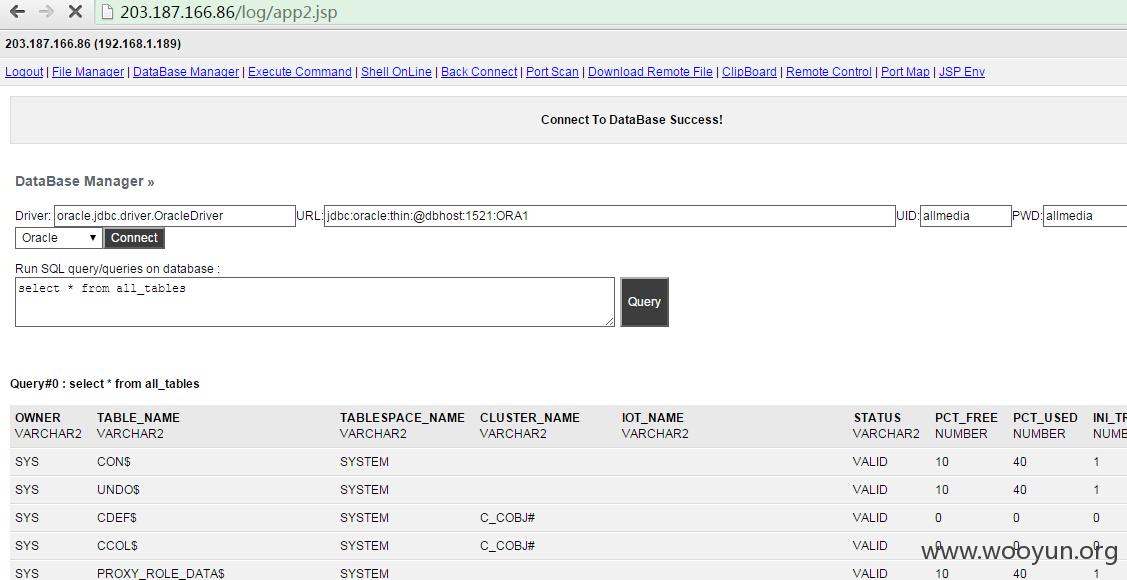 203.187.166.86/log/app2.jsp
203.187.166.86 (192.168.1.189)
Logout | File Manager | DataBase Manager | Execute Command | Shell OnLine | Back Connect | Port Scan | Download Remote File | ClipBoard | Remote Control | Port Map | JSP Env
Connect To DataBase Success!
DataBase Manager »
Driver: oracle.jdbc.driver.OracleDriver URL: jdbc:oracle:thin:@dbhost:1521:ORA1 UID: allmedia PWD: allmedia
Oracle Connect
Run SQL query/queries on database :
select * from all_tables
Query
Query#0 : select * from all_tables
OWNER TABLE_NAME TABLESPACE_NAME CLUSTER_NAME IOT_NAME STATUS PCT_FREE PCT_USED INI_TR
VARCHAR2 VARCHAR2 VARCHAR2 VARCHAR2 VARCHAR2 VARCHAR2 NUMBER NUMBER NUMBE
SYS CON$ SYSTEM VALID 10 40 1
SYS UNDO$ SYSTEM VALID 10 40 1
SYS CDEF$ SYSTEM C_COBJ# VALID 0 0 0
SYS CCOL$ SYSTEM C_COBJ# VALID 0 0 0
SYS PROXY_ROLE_DATA$ SYSTEM VALID 10 40 1
www.wooyun.org